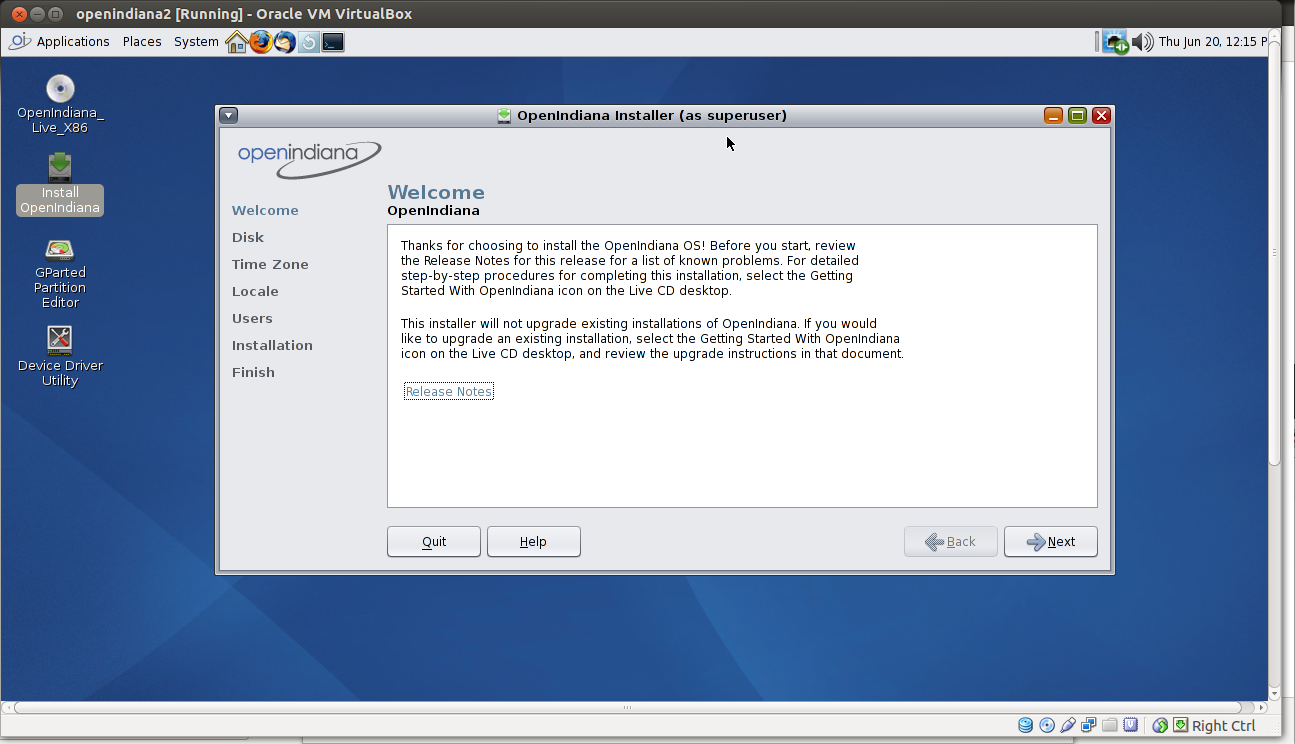 openindiana2 [Running] - Oracle VM VirtualBox
Applications Places System
Thu Jun 20, 12:15 P
OpenIndiana_
Live_X86
Install
OpenIndiana
GParted
Partition
Editor
Device Driver
Utility
OpenIndiana Installer (as superuser)
openindiana
Welcome
Disk
Time Zone
Locale
Users
Installation
Finish
Welcome
OpenIndiana
Thanks for choosing to install the OpenIndiana OS! Before you start, review
the Release Notes for this release for a list of known problems. For detailed
step-by-step procedures for completing this installation, select the Getting
Started With OpenIndiana icon on the Live CD desktop.
This installer will not upgrade existing installations of OpenIndiana. If you would
like to upgrade an existing installation, select the Getting Started With OpenIndiana
icon on the Live CD desktop, and review the upgrade instructions in that document.
Release Notes
Quit Help Back Next
Right Ctrl